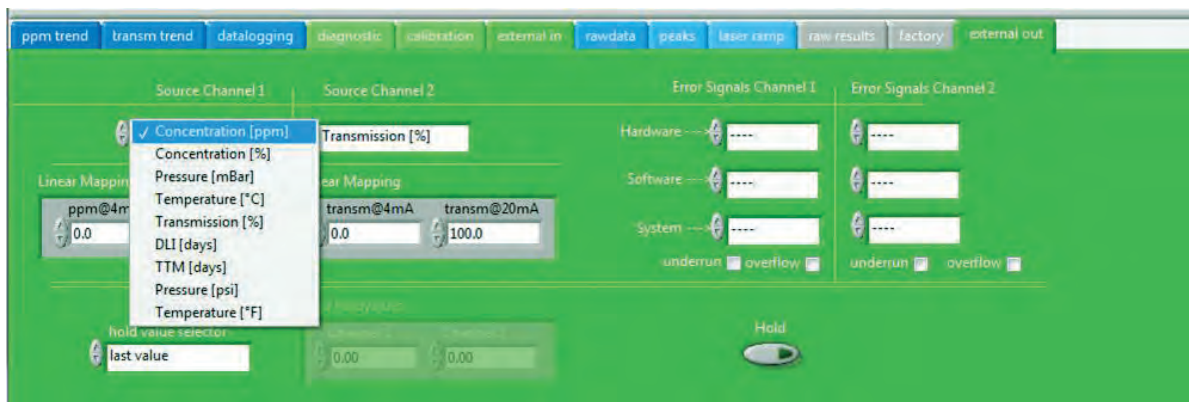 ppm trend transm trend datalogging diagnostic calibration external in rawdata peaks laser ramp raw results factory external out
Source Channel 1 Source Channel 2 Error Signals Channel 1 Error Signals Channel 2
✓ Concentration [ppm] Transmission [%] Hardware ---> ---- ----
Concentration [%]
Pressure [mBar]
Temperature [°C]
Transmission [%]
DLI [days]
TTM [days]
Pressure [psi]
Temperature [°F]
Linear Mapping Mapping Software ---> ---- ----
transm@4mA transm@20mA
0.0 0.0 100.0 System ---> ---- ----
underrun overflow underrun overflow
hold value selector Hold
last value 0.00 0.00